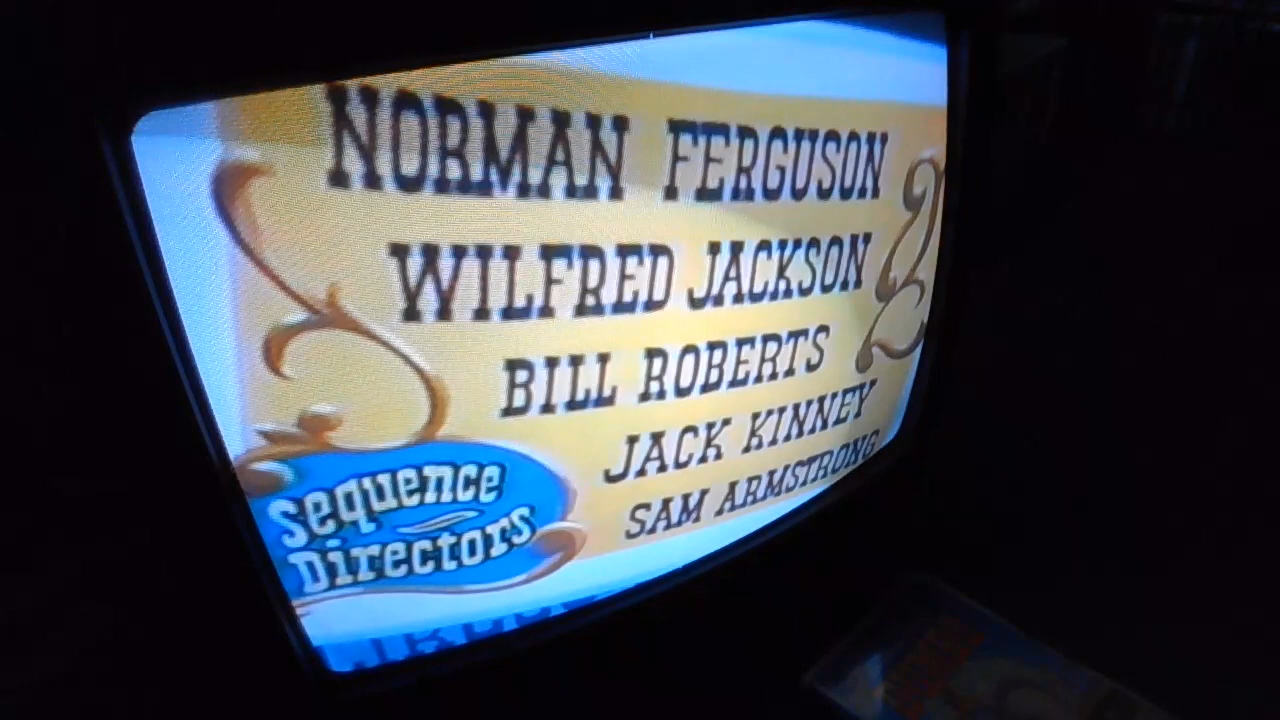 NORMAN FERGUSON
WILFRED JACKSON
BILL ROBERTS
JACK KINNEY
SAM ARMSTRONG
Sequence
Directors